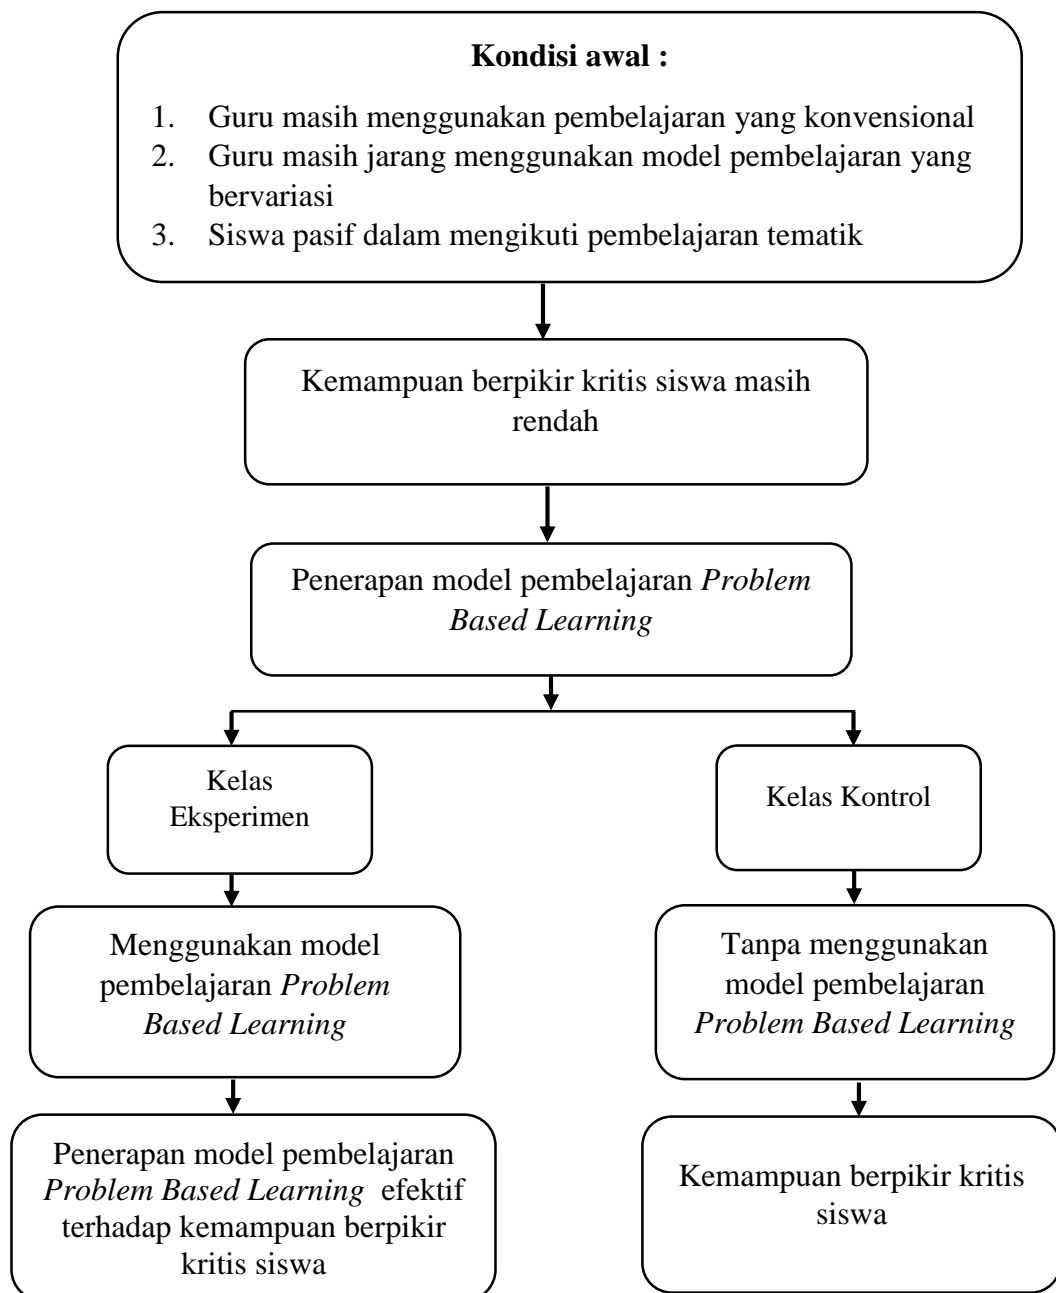 Kondisi awal :
1. Guru masih menggunakan pembelajaran yang konvensional
2. Guru masih jarang menggunakan model pembelajaran yang
bervariasi
3. Siswa pasif dalam mengikuti pembelajaran tematik
Kemampuan berpikir kritis siswa masih
rendah
Penerapan model pembelajaran Problem
Based Learning
Kelas
Eksperimen
Kelas Kontrol
Menggunakan model
pembelajaran Problem
Based Learning
Tanpa menggunakan
model pembelajaran
Problem Based Learning
Penerapan model pembelajaran
Problem Based Learning efektif
terhadap kemampuan berpikir
kritis siswa
Kemampuan berpikir kritis
siswa